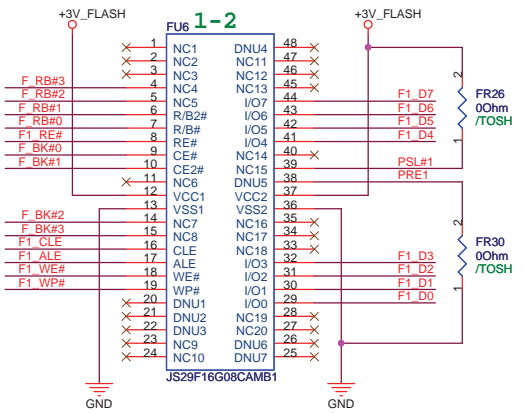 +3V_FLASH
FU6 1-2
+3V_FLASH
1 NC1 DNU4 48
2 NC2 NC11 47
3 NC3 NC12 46
F_RB#3 4 NC4 NC13 45
F_RB#2 5 NC5 I/O7 44 F1_D7
F_RB#1 6 R/B2# I/O6 43 F1_D6
F_RB#0 7 R/B# I/O5 42 F1_D5
F1_RE# 8 RE# I/O4 41 F1_D4
F_BK#0 9 CE# NC14 40
F_BK#1 10 CE2# NC15 39 PSL#1
11 NC6 DNU5 38 PRE1
12 VCC1 VCC2 37
13 VSS1 VSS2 36
F_BK#2 14 NC7 NC16 35
F_BK#3 15 NC8 NC17 34
F1_CLE 16 CLE NC18 33
F1_ALE 17 ALE I/O3 32 F1_D3
F1_WE# 18 WE# I/O2 31 F1_D2
F1_WP# 19 WP# I/O1 30 F1_D1
20 DNU1 I/O0 29 F1_D0
21 DNU2 NC19 28
22 DNU3 NC20 27
23 NC9 DNU6 26
24 NC10 DNU7 25
JS29F16G08CAMB1
2
FR26
0Ohm
/TOSH
1
2
FR30
0Ohm
/TOSH
1
GND
GND